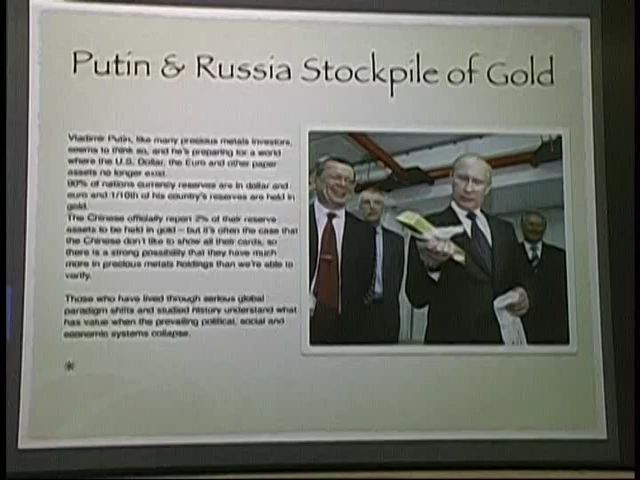 Putin & Russia Stockpile of Gold
Vladimir Putin, like many precious metals investors,
seems to think so, and he's preparing for a world
where the U.S. Dollar, the Euro and other paper
assets no longer exist.
90% of nations currency reserves are in dollar and
euro and 1/10th of his country's reserves are held in
gold.
The Chinese officially report 2% of their reserve
assets to be held in gold – but it's often the case that
the Chinese don't like to show all their cards, so
there is a strong possibility that they have much
more in precious metals holdings than we're able to
verify.
Those who have lived through serious global
paradigm shifts and studied history understand what
has value when the prevailing political, social and
economic systems collapse.
*